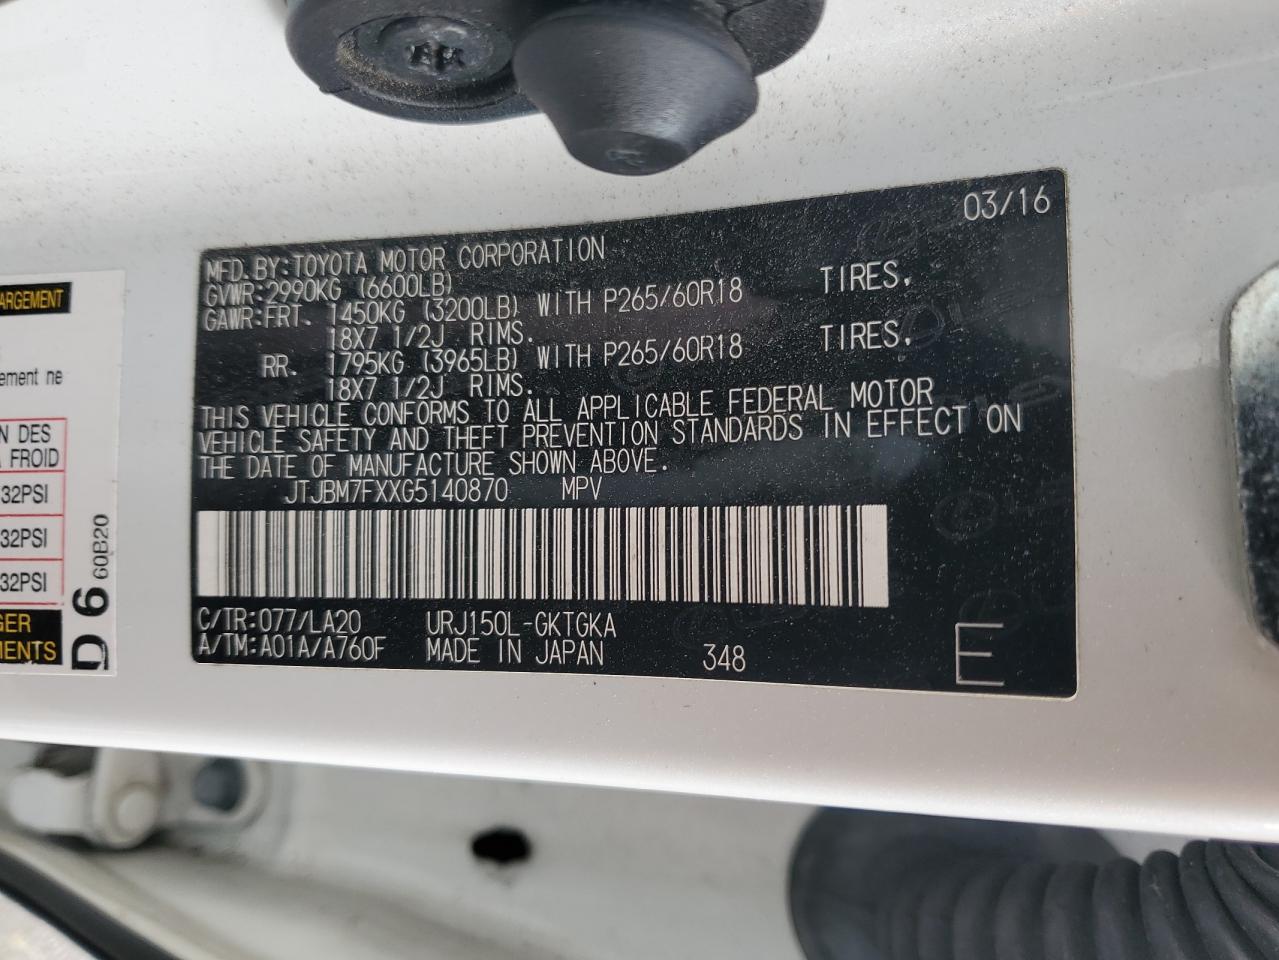 03/16
MFD.BY:TOYOTA MOTOR CORPORATION
GVWR:2990KG (6600LB)
GAWR:FRT. 1450KG (3200LB) WITH P265/60R18 TIRES,
18X7 1/2J RIMS.
RR. 1795KG (3965LB) WITH P265/60R18 TIRES,
18X7 1/2J RIMS.
THIS VEHICLE CONFORMS TO ALL APPLICABLE FEDERAL MOTOR
VEHICLE SAFETY AND THEFT PREVENTION STANDARDS IN EFFECT ON
THE DATE OF MANUFACTURE SHOWN ABOVE.
JTJBM7FXXG5140870 MPV
C/TR:077/LA20 URJ150L-GKTGKA
A/TM:A01A/A760F MADE IN JAPAN 348 E
ARGEMENT
ement ne
N DES
A FROID
32PSI
32PSI
32PSI
GER
MENTS
D 6 60B20